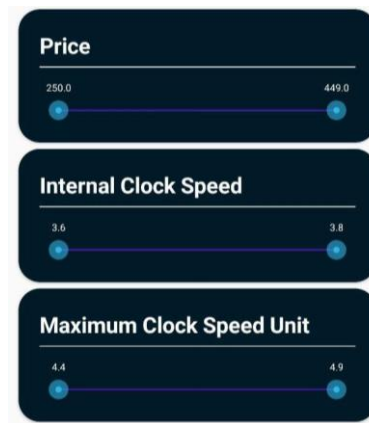 Price
250.0 449.0
Internal Clock Speed
3.6 3.8
Maximum Clock Speed Unit
4.4 4.9